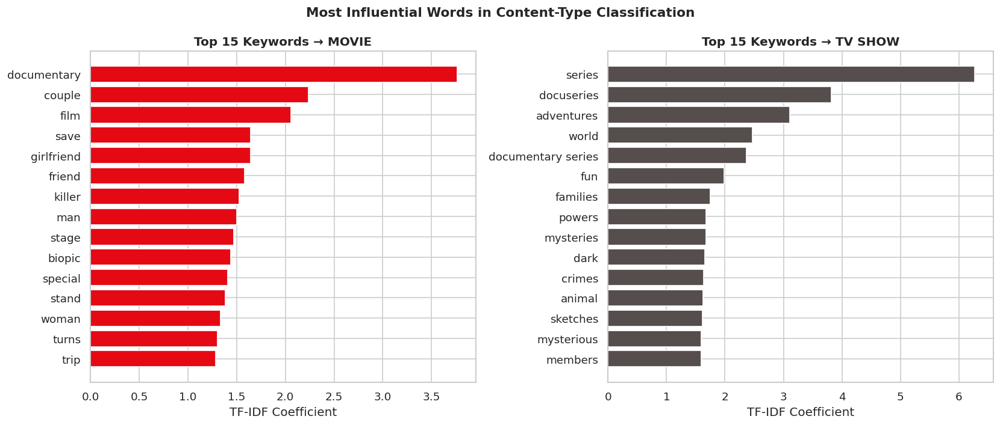 Most Influential Words in Content-Type Classification
Top 15 Keywords → MOVIE
documentary
couple
film
save
girlfriend
friend
killer
man
stage
biopic
special
stand
woman
turns
trip
0.0 0.5 1.0 1.5 2.0 2.5 3.0 3.5
TF-IDF Coefficient
Top 15 Keywords → TV SHOW
series
docuseries
adventures
world
documentary series
fun
families
powers
mysteries
dark
crimes
animal
sketches
mysterious
members
0 1 2 3 4 5 6
TF-IDF Coefficient